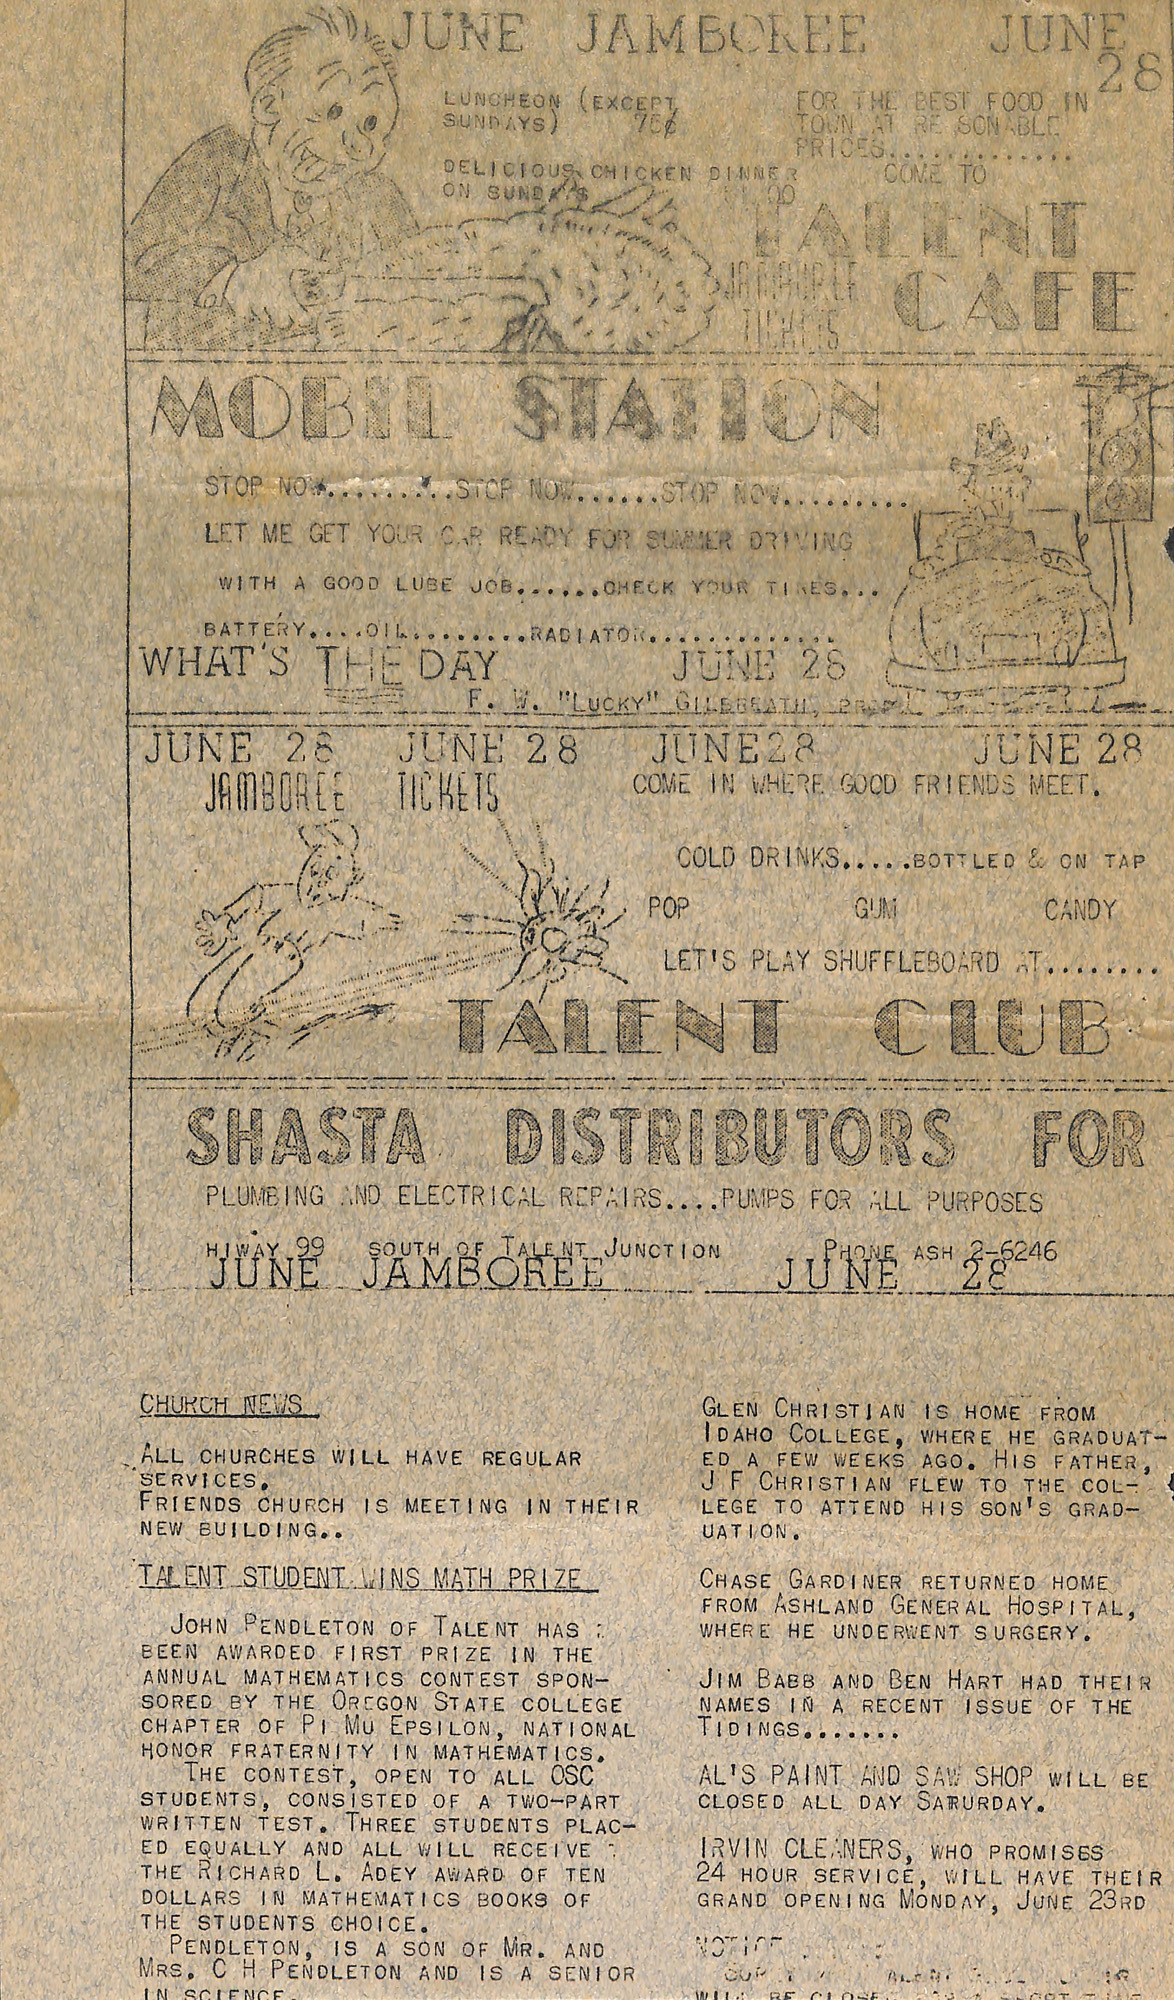 JUNE JAMBOREE JUNE 28
LUNCHEON (EXCEPT
SUNDAYS) 75¢
DELICIOUS CHICKEN DINNER
ON SUNDAYS
FOR THE BEST FOOD IN
TOWN AT RE SONABLE
PRICES.............
COME TO
TALENT
CAFE
JAMBOREE
TICKETS
MOBIL STATION
STOP NOW..........STOP NOW......STOP NOW.........
LET ME GET YOUR CAR READY FOR SUMMER DRIVING
WITH A GOOD LUBE JOB......CHECK YOUR TIRES...
BATTERY....OIL........RADIATOR.............
WHAT'S THE DAY JUNE 28
F. W. "LUCKY" GILBREATH, PROP.
JUNE 28 JUNE 28 JUNE 28 JUNE 28
JAMBOREE TICKETS
COME IN WHERE GOOD FRIENDS MEET.
COLD DRINKS.....BOTTLED & ON TAP
POP GUM CANDY
LET'S PLAY SHUFFLEBOARD AT........
TALENT CLUB
SHASTA DISTRIBUTORS FOR
PLUMBING AND ELECTRICAL REPAIRS....PUMPS FOR ALL PURPOSES
HIWAY 99 SOUTH OF TALENT JUNCTION PHONE ASH 2-6246
JUNE JAMBOREE JUNE 28
CHURCH NEWS
ALL CHURCHES WILL HAVE REGULAR
SERVICES.
FRIENDS CHURCH IS MEETING IN THEIR
NEW BUILDING..
TALENT STUDENT WINS MATH PRIZE
JOHN PENDLETON OF TALENT HAS
BEEN AWARDED FIRST PRIZE IN THE
ANNUAL MATHEMATICS CONTEST SPON-
SORED BY THE OREGON STATE COLLEGE
CHAPTER OF PI MU EPSILON, NATIONAL
HONOR FRATERNITY IN MATHEMATICS.
THE CONTEST, OPEN TO ALL OSC
STUDENTS, CONSISTED OF A TWO-PART
WRITTEN TEST. THREE STUDENTS PLAC-
ED EQUALLY AND ALL WILL RECEIVE
THE RICHARD L. ADEY AWARD OF TEN
DOLLARS IN MATHEMATICS BOOKS OF
THE STUDENTS CHOICE.
PENDLETON, IS A SON OF MR. AND
MRS. C H PENDLETON AND IS A SENIOR
IN SCIENCE.
GLEN CHRISTIAN IS HOME FROM
IDAHO COLLEGE, WHERE HE GRADUAT-
ED A FEW WEEKS AGO. HIS FATHER,
J F CHRISTIAN FLEW TO THE COL-
LEGE TO ATTEND HIS SON'S GRAD-
UATION.
CHASE GARDINER RETURNED HOME
FROM ASHLAND GENERAL HOSPITAL,
WHERE HE UNDERWENT SURGERY.
JIM BABB AND BEN HART HAD THEIR
NAMES IN A RECENT ISSUE OF THE
TIDINGS.......
AL'S PAINT AND SAW SHOP WILL BE
CLOSED ALL DAY SATURDAY.
IRVIN CLEANERS, WHO PROMISES
24 HOUR SERVICE, WILL HAVE THEIR
GRAND OPENING MONDAY, JUNE 23RD
NOTICE
WILL BE CLOSED FOR A SHORT TIME